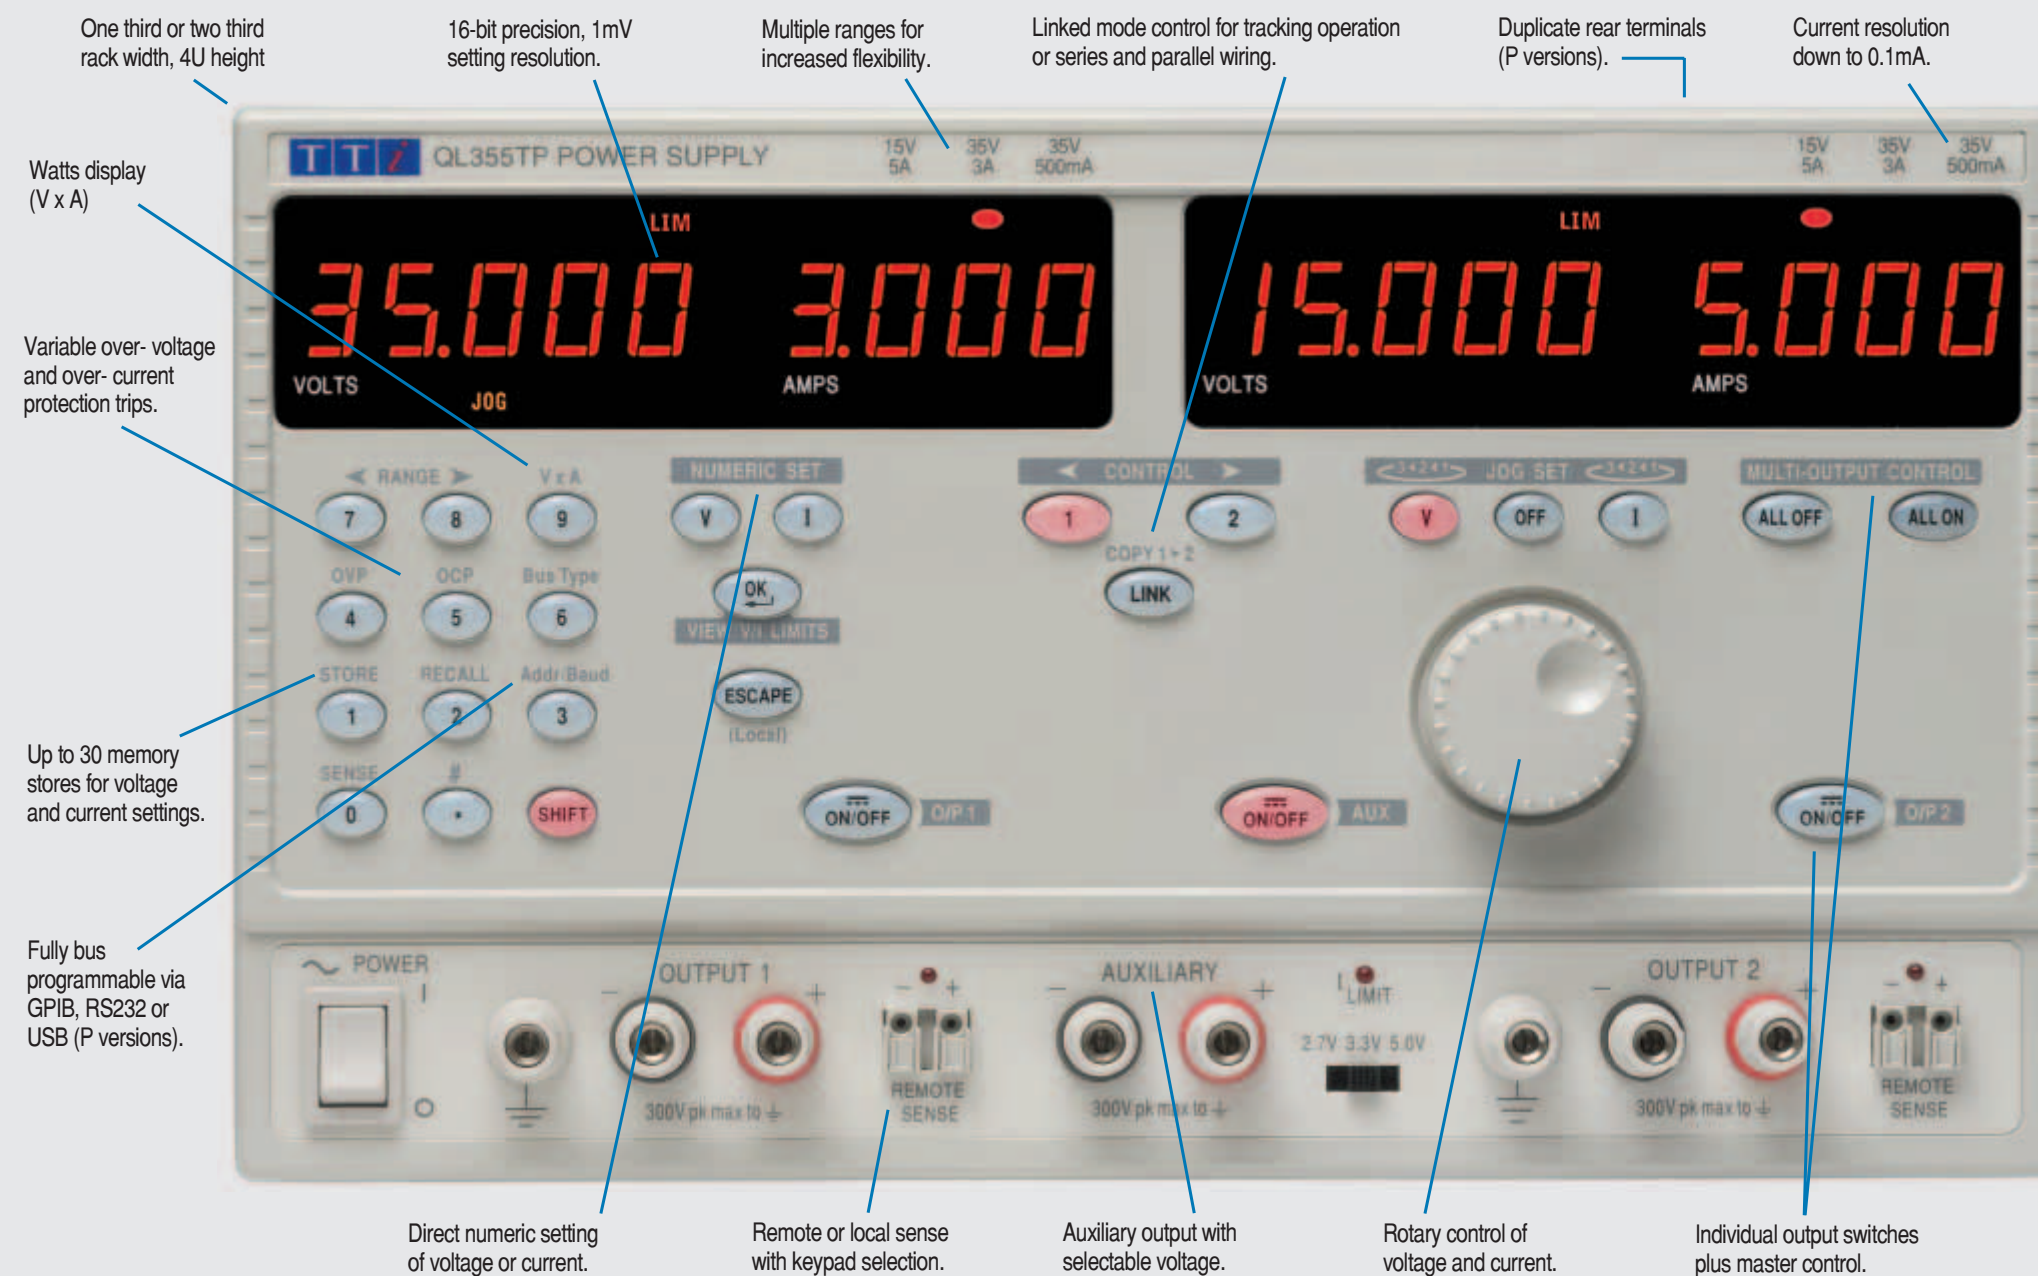 One third or two third
rack width, 4U height
16-bit precision, 1mV
setting resolution.
Multiple ranges for
increased flexibility.
Linked mode control for tracking operation
or series and parallel wiring.
Duplicate rear terminals
(P versions).
Current resolution
down to 0.1mA.
Watts display
(V x A)
Variable over- voltage
and over- current
protection trips.
Up to 30 memory
stores for voltage
and current settings.
Fully bus
programmable via
GPIB, RS232 or
USB (P versions).
TTi QL355TP POWER SUPPLY
15V 35V 35V
5A 3A 500mA
15V 35V 35V
5A 3A 500mA
LIM
35.000 3.000
VOLTS AMPS
JOG
LIM
15.000 5.000
VOLTS AMPS
RANGE V x A
7 8 9
OVP OCP Bus Type
4 5 6
STORE RECALL Addr/Baud
1 2 3
SENSE #
0 . SHIFT
NUMERIC SET
V I
OK
VIEW V/I LIMITS
ESCAPE
(Local)
CONTROL
1 2
COPY 1 > 2
LINK
JOG SET
V OFF I
MULTI-OUTPUT CONTROL
ALL OFF ALL ON
ON/OFF O/P 1
ON/OFF AUX
ON/OFF O/P 2
POWER
I
O
OUTPUT 1
- +
300V pk max to
- +
REMOTE
SENSE
AUXILIARY
- +
300V pk max to
I LIMIT
2.7V 3.3V 5.0V
OUTPUT 2
- +
300V pk max to
- +
REMOTE
SENSE
Direct numeric setting
of voltage or current.
Remote or local sense
with keypad selection.
Auxiliary output with
selectable voltage.
Rotary control of
voltage and current.
Individual output switches
plus master control.